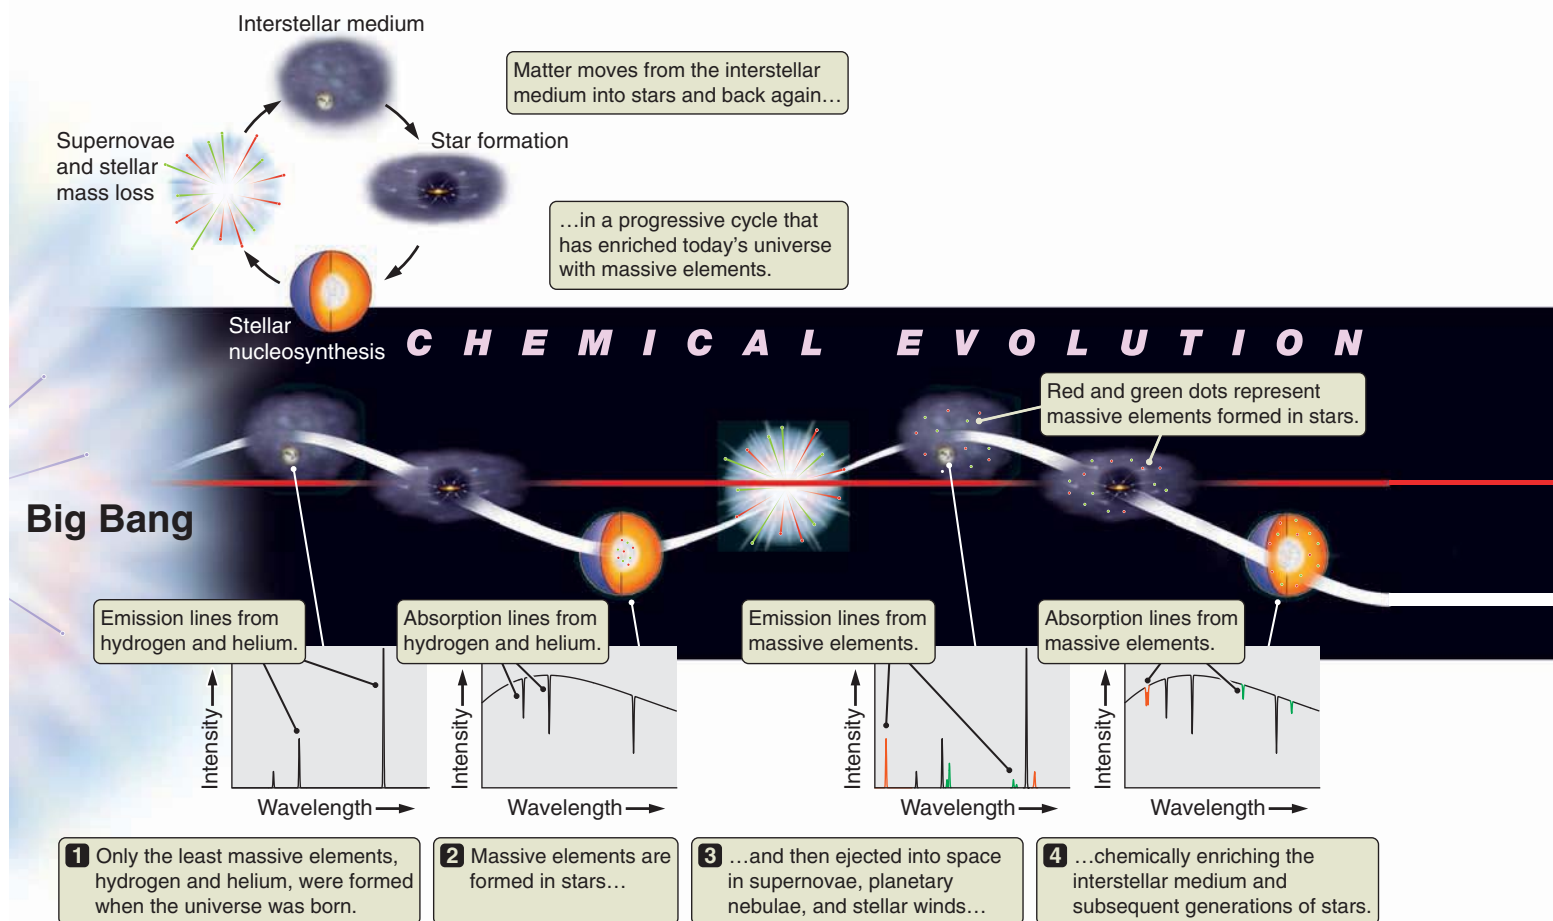 Interstellar medium
Matter moves from the interstellar
medium into stars and back again…
Supernovae
and stellar
mass loss
Star formation
…in a progressive cycle that
has enriched today’s universe
with massive elements.
Stellar
nucleosynthesis
CHEMICAL EVOLUTION
Red and green dots represent
massive elements formed in stars.
Big Bang
Emission lines from
hydrogen and helium.
Absorption lines from
hydrogen and helium.
Emission lines from
massive elements.
Absorption lines from
massive elements.
Intensity
Wavelength
Intensity
Wavelength
Intensity
Wavelength
Intensity
Wavelength
1 Only the least massive elements,
hydrogen and helium, were formed
when the universe was born.
2 Massive elements are
formed in stars…
3 …and then ejected into space
in supernovae, planetary
nebulae, and stellar winds…
4 …chemically enriching the
interstellar medium and
subsequent generations of stars.